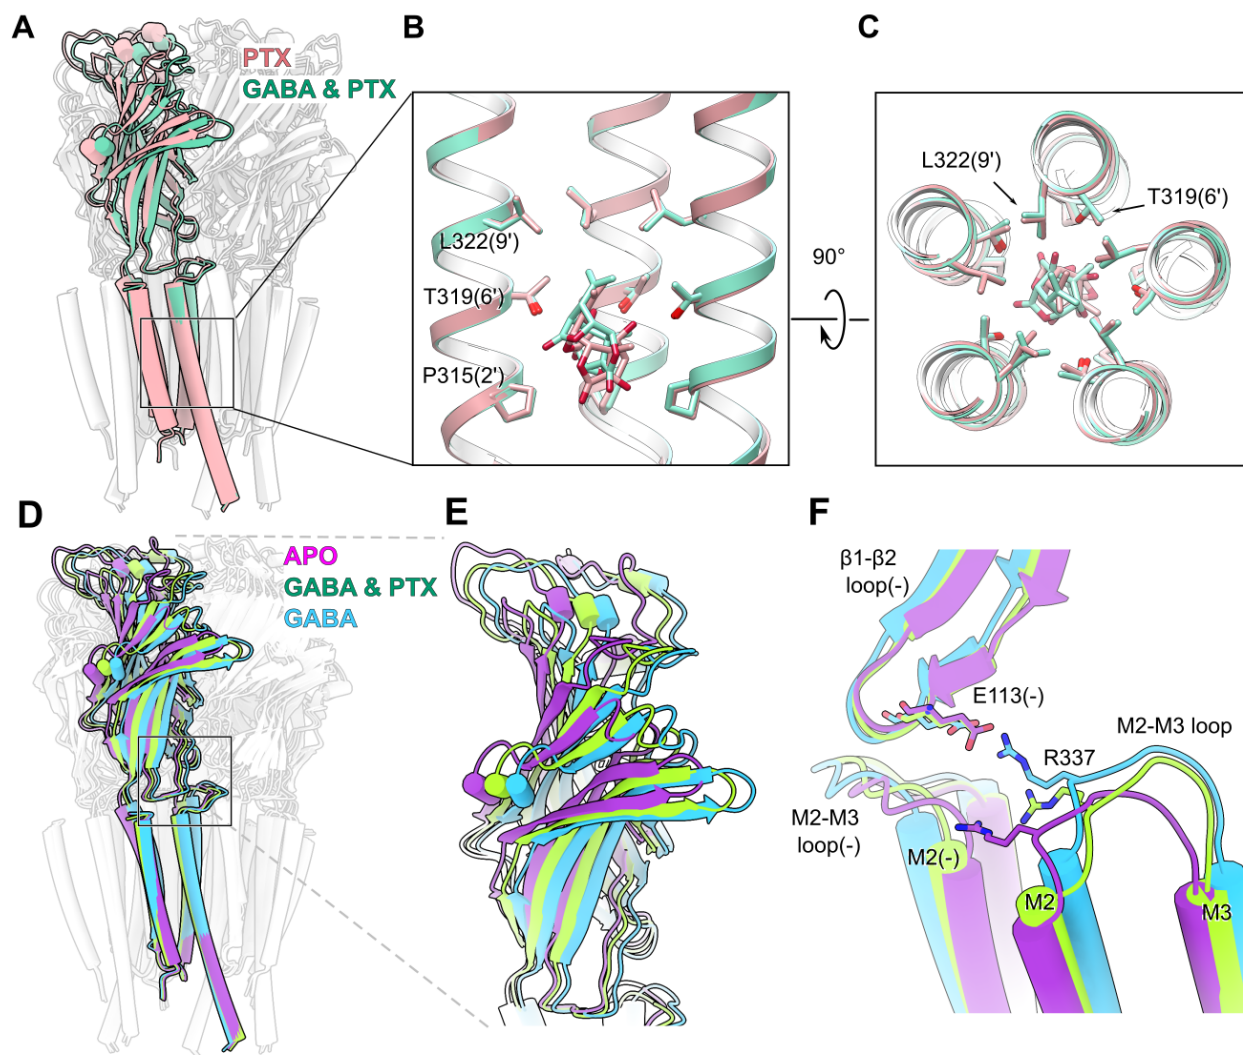 A
PTX
GABA & PTX
B
L322(9')
T319(6')
P315(2')
90°
C
L322(9')
T319(6')
D
APO
GABA & PTX
GABA
E
F
β1-β2
loop(-)
E113(-)
M2-M3 loop
R337
M2-M3
loop(-)
M2(-)
M2
M3